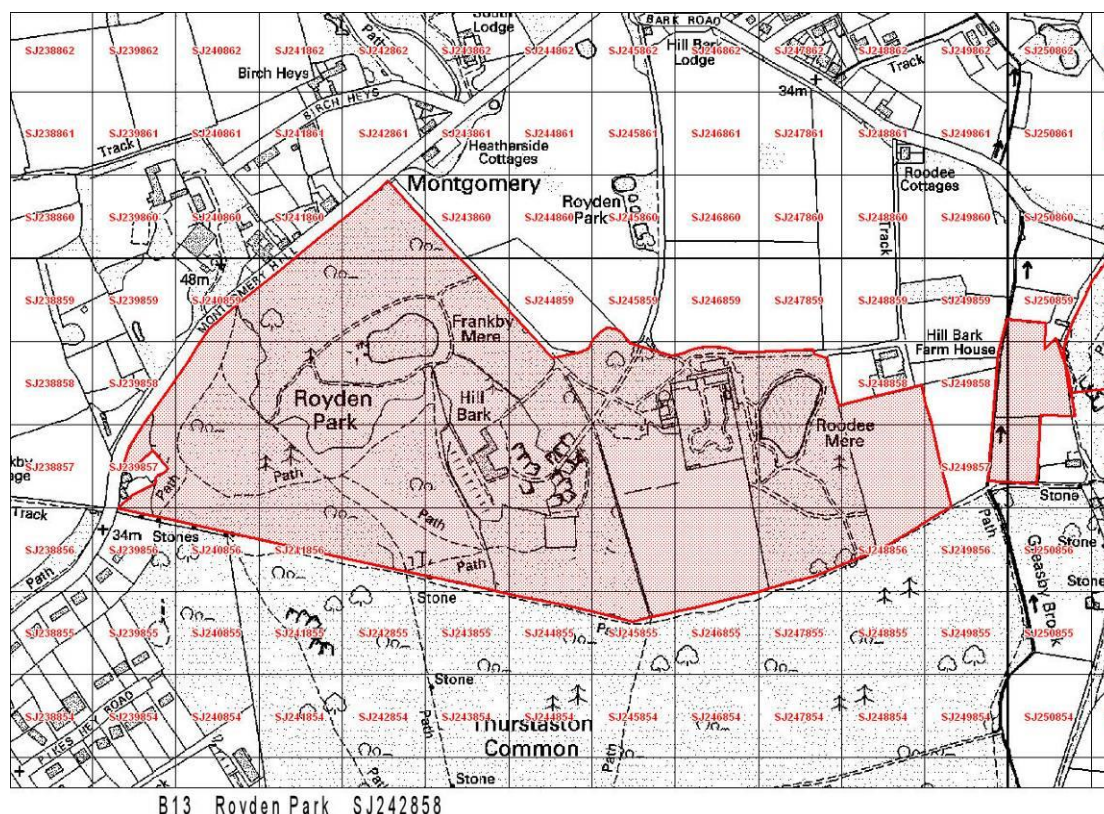 SJ238862 SJ239862 SJ240862 SJ241862 SJ242862 SJ243862 SJ244862 SJ245862 SJ246862 SJ247862 SJ248862 SJ249862 SJ250862
Path
Lodge
BARK ROAD
Hill Bark
Lodge
Track
34m
Birch Heys
BIRCH HEYS
SJ238861 SJ239861 SJ240861 SJ241861 SJ242861 SJ243861 SJ244861 SJ245861 SJ246861 SJ247861 SJ248861 SJ249861 SJ250861
Track
Heatherside
Cottages
Roodee
Cottages
Montgomery
Royden
Park
SJ238860 SJ239860 SJ240860 SJ241860 SJ243860 SJ244860 SJ245860 SJ246860 SJ247860 SJ248860 SJ249860 SJ250860
Track
48m
MONTGOMERY HILL
SJ238859 SJ239859 SJ240859 SJ244859 SJ245859 SJ246859 SJ247859 SJ248859 SJ249859 SJ250859
Frankby
Mere
Hill Bark
Farm House
SJ238858 SJ239858 SJ248858 SJ249858
Royden
Park
Hill
Bark
Roodee
Mere
SJ238857 SJ239857 SJ249857
Path
Path
Track
Stones
Path
Stone
Path
34m
SJ238856 SJ239856 SJ240856 SJ241856 SJ248856 SJ249856 SJ250856
Path
Path
Stone
Stone
Stone
Greasby Brook
SJ238855 SJ239855 SJ240855 SJ241855 SJ242855 SJ243855 SJ244855 SJ245855 SJ246855 SJ247855 SJ248855 SJ249855 SJ250855
Stone
PIKES HEY ROAD
SJ238854 SJ239854 SJ240854 SJ241854 SJ242854 SJ243854 SJ244854 SJ245854 SJ246854 SJ247854 SJ248854 SJ249854 SJ250854
Thurstaston
Common
Path
Path
Path
Stone
B13 Royden Park SJ242858